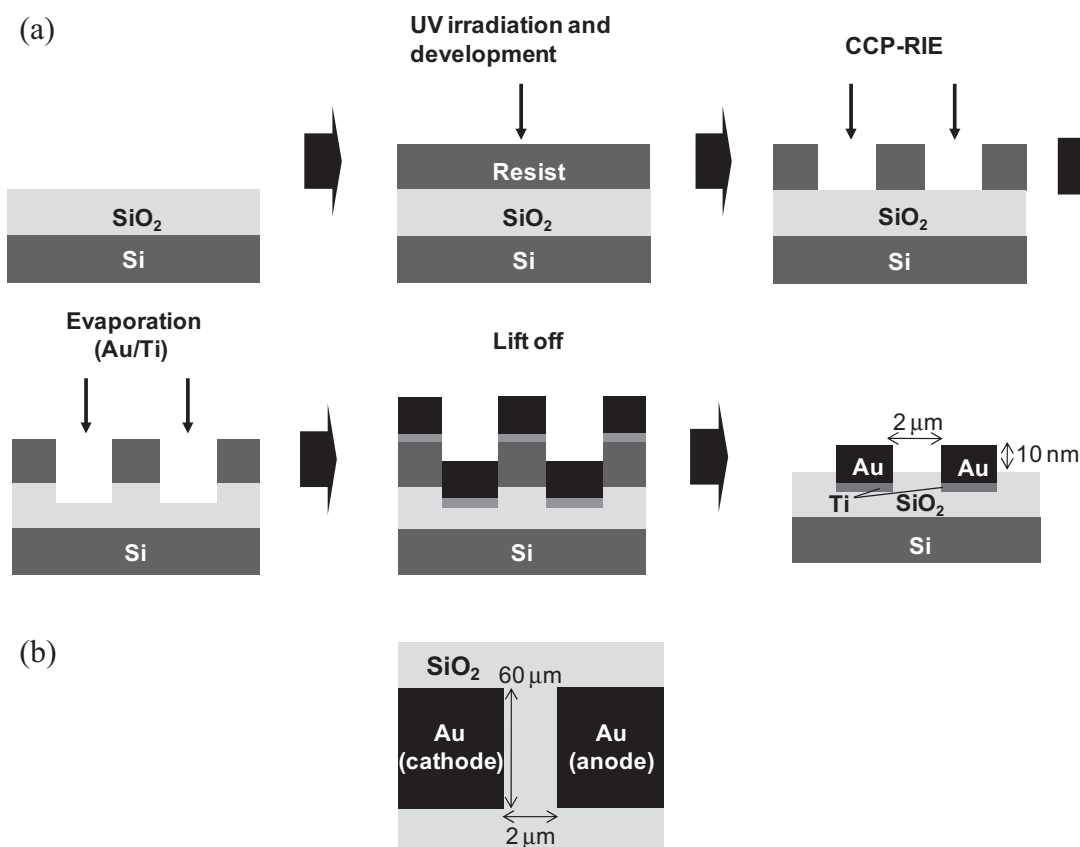 (a)
UV irradiation and
development
CCP-RIE
SiO₂
Si
Resist
SiO₂
Si
SiO₂
Si
Evaporation
(Au/Ti)
Lift off
Si
Si
2 μm
10 nm
Au
Au
Ti
SiO₂
Si
(b)
SiO₂
60 μm
Au
(cathode)
Au
(anode)
2 μm